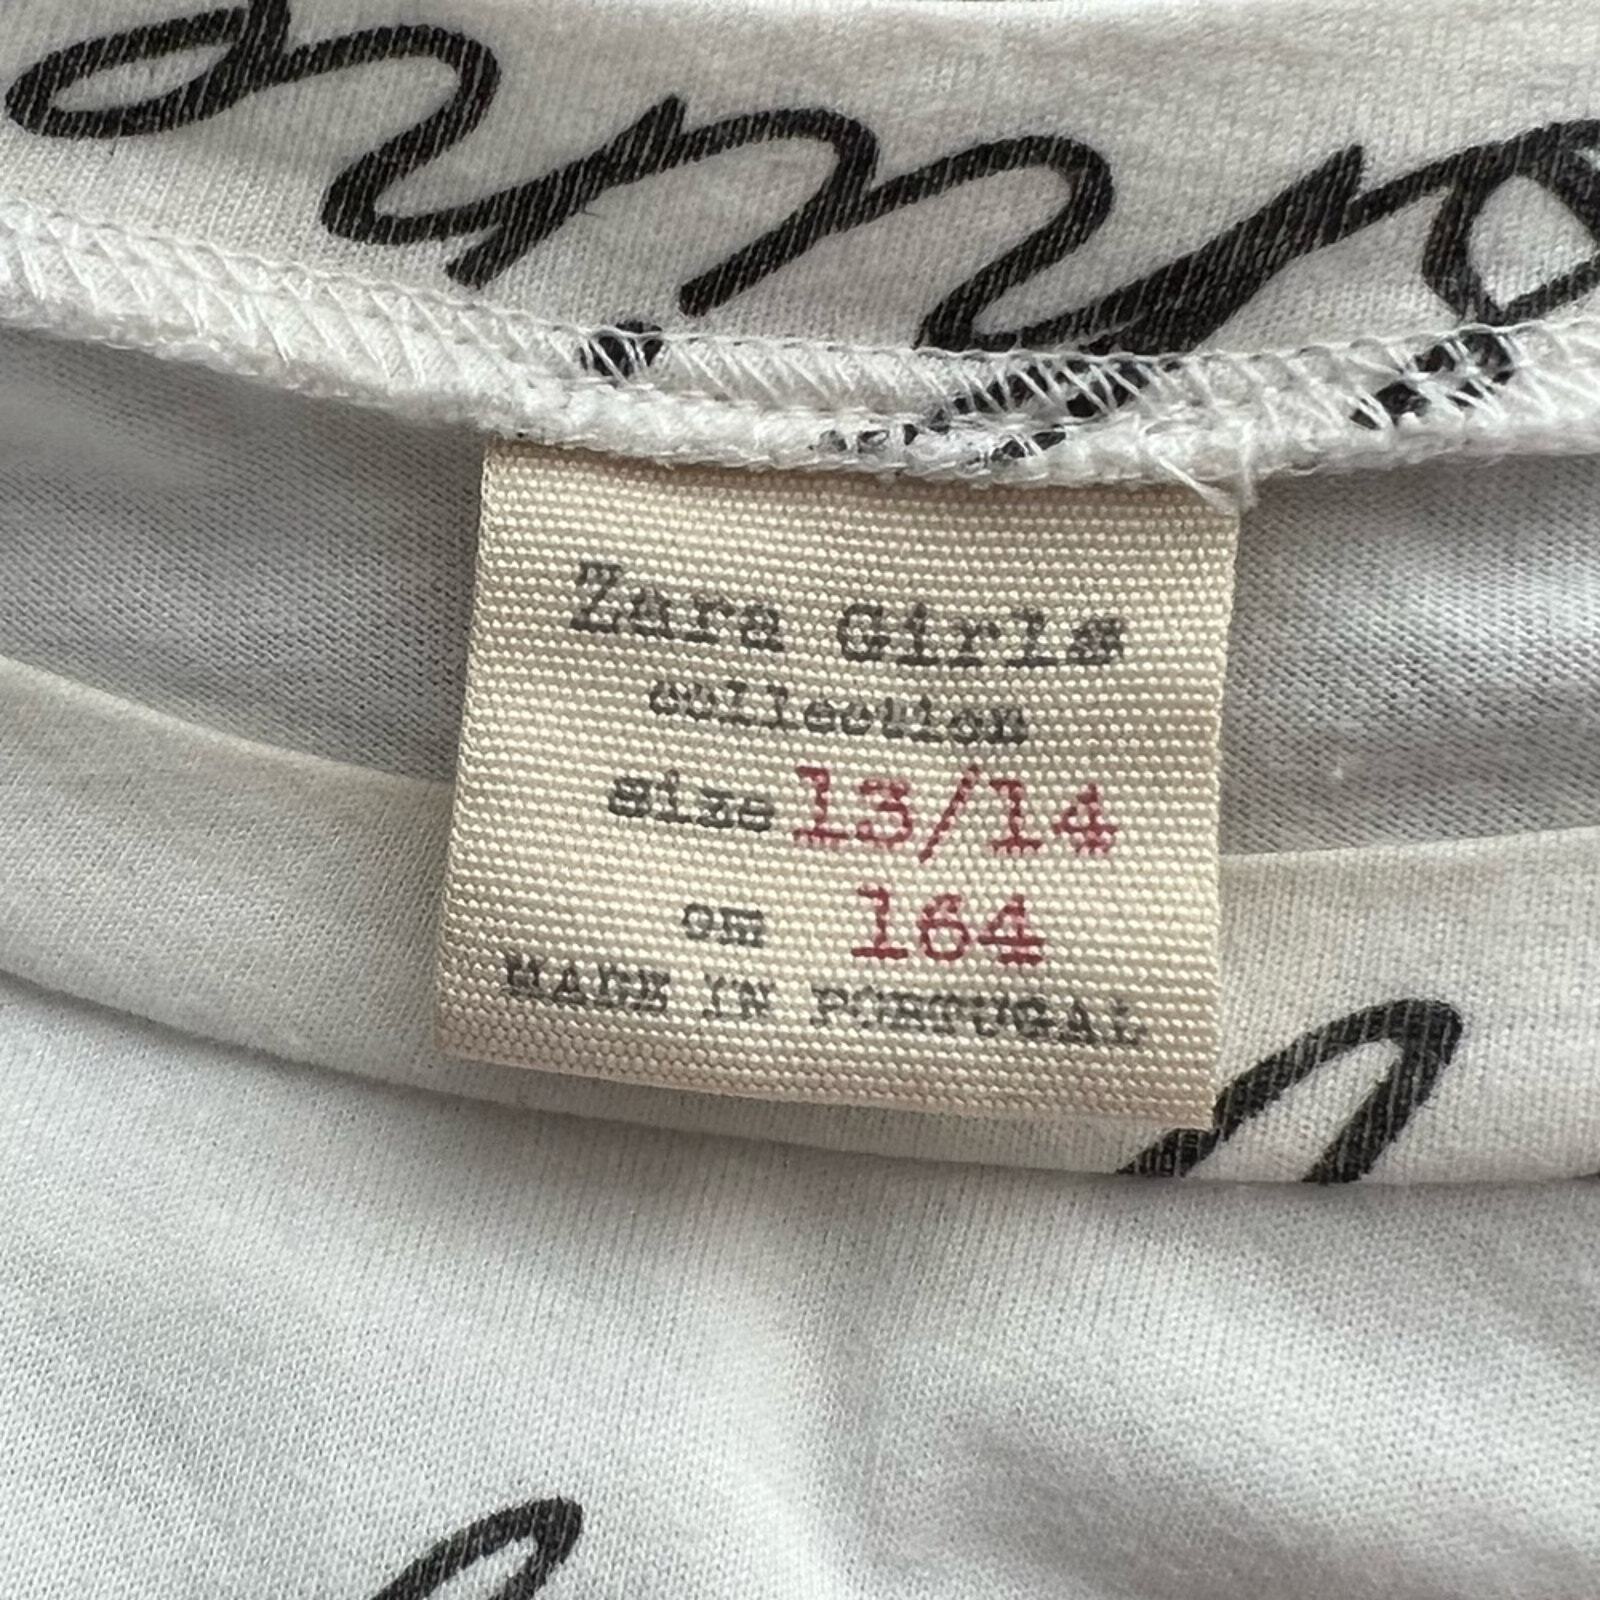 Zara Girls
collection
size 13/14
cm 164
MADE IN PORTUGAL